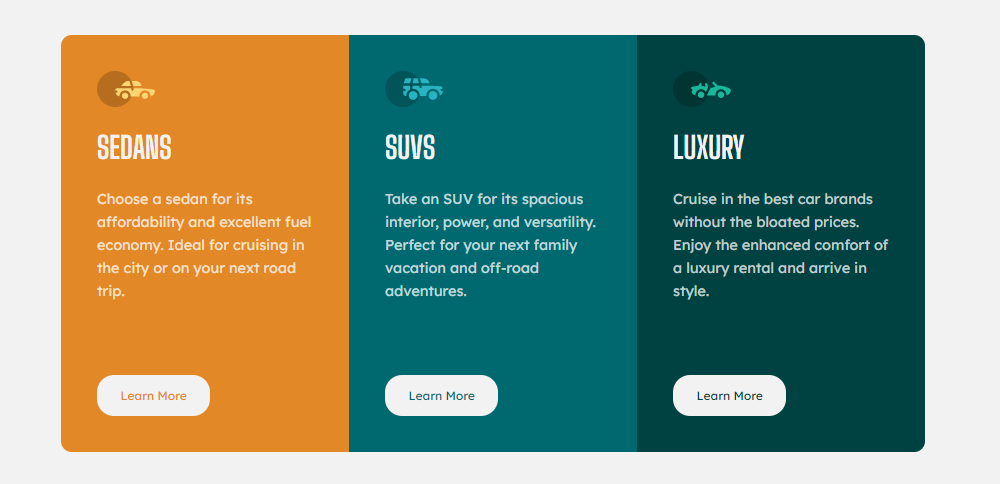 SEDANS
Choose a sedan for its
affordability and excellent fuel
economy. Ideal for cruising in
the city or on your next road
trip.
Learn More
SUVS
Take an SUV for its spacious
interior, power, and versatility.
Perfect for your next family
vacation and off-road
adventures.
Learn More
LUXURY
Cruise in the best car brands
without the bloated prices.
Enjoy the enhanced comfort of
a luxury rental and arrive in
style.
Learn More